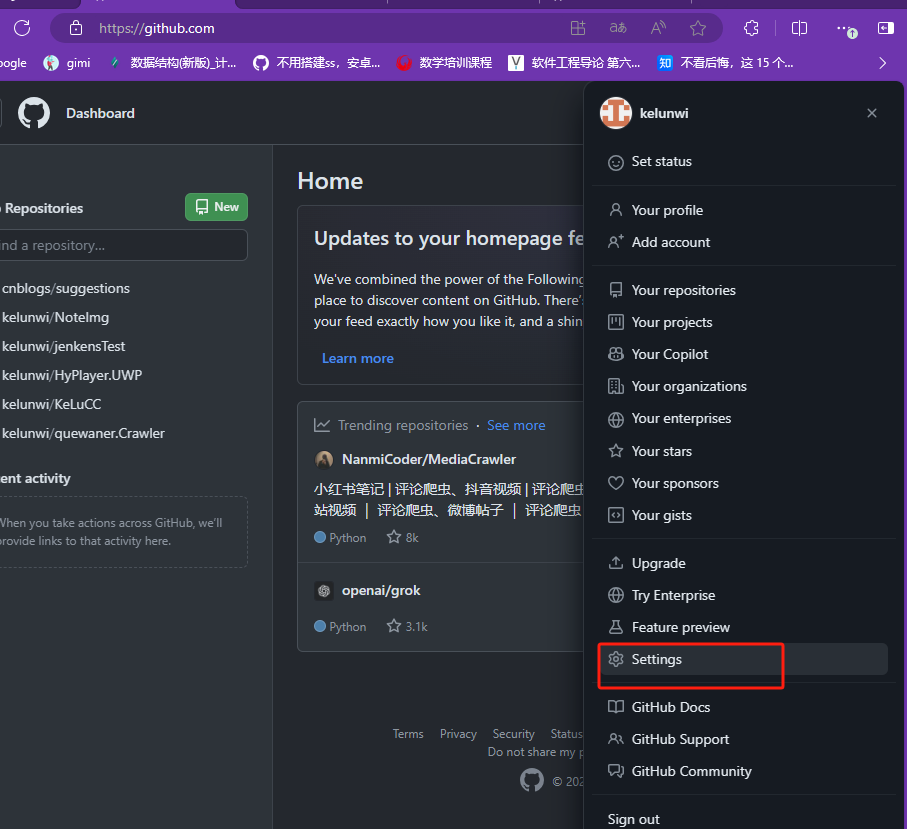 https://github.com
gimi
数据结构(新版)_计...
不用搭建ss，安卓...
数学培训课程
软件工程导论 第六...
知 不看后悔，这 15 个...
Dashboard
Repositories
New
a repository...
cnblogs/suggestions
kelunwi/NoteImg
kelunwi/jenkensTest
kelunwi/HyPlayer.UWP
kelunwi/KeLuCC
kelunwi/quewaner.Crawler
activity
When you take actions across GitHub, we'll
provide links to that activity here.
Home
Updates to your homepage
We've combined the power of the Following
place to discover content on GitHub. There's
your feed exactly how you like it, and a
Learn more
Trending repositories · See more
NanmiCoder/MediaCrawler
小红书笔记 | 评论爬虫、抖音视频 | 评论爬虫
站视频 ｜ 评论爬虫、微博帖子 ｜ 评论爬虫
Python 8k
openai/grok
Python 3.1k
Terms Privacy Security Status
Do not share my
©
kelunwi
Set status
Your profile
Add account
Your repositories
Your projects
Your Copilot
Your organizations
Your enterprises
Your stars
Your sponsors
Your gists
Upgrade
Try Enterprise
Feature preview
Settings
GitHub Docs
GitHub Support
GitHub Community
Sign out